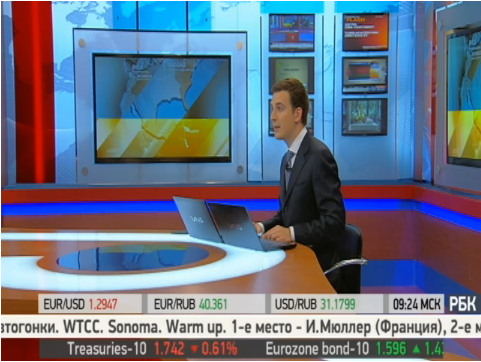 VAIO
EUR/USD 1.2947 EUR/RUB 40.361 USD/RUB 31.1799 09:24 МСК РБК
втогонки. WTCC. Sonoma. Warm up. 1-е место - И.Мюллер (Франция), 2-е м
Treasuries-10 1.742 ▼ 0.61% Eurozone bond-10 1.596 ▲ 1.4